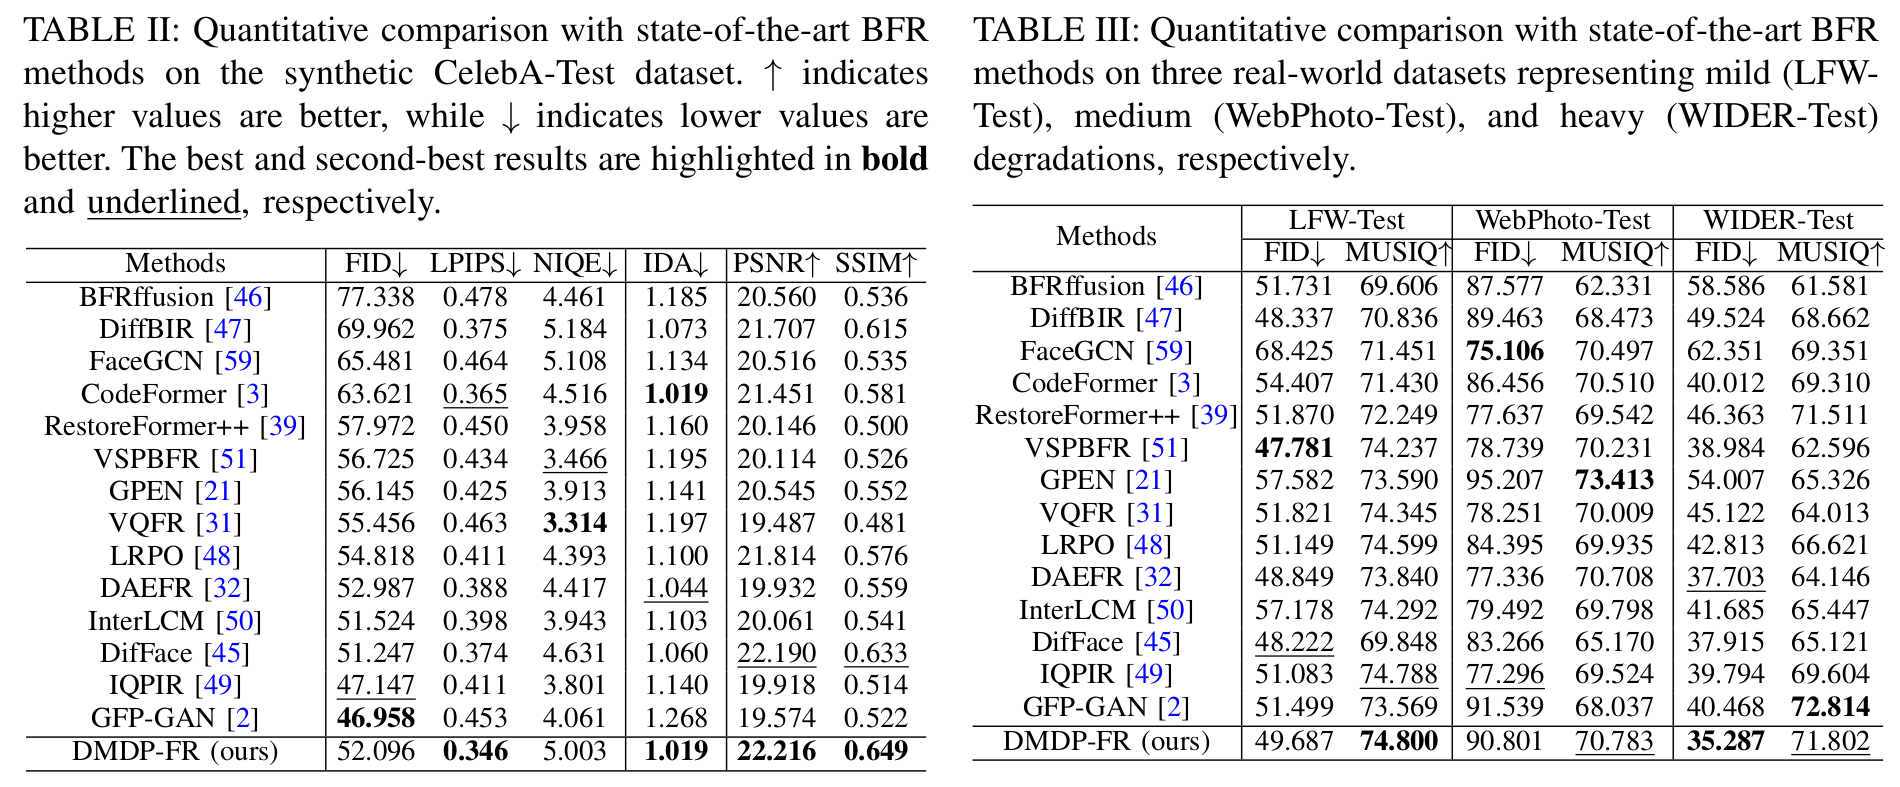 TABLE II: Quantitative comparison with state-of-the-art BFR
methods on the synthetic CelebA-Test dataset. ↑ indicates
higher values are better, while ↓ indicates lower values are
better. The best and second-best results are highlighted in bold
and underlined, respectively.
Methods FID↓ LPIPS↓ NIQE↓ IDA↓ PSNR↑ SSIM↑
BFRffusion [46] 77.338 0.478 4.461 1.185 20.560 0.536
DiffBIR [47] 69.962 0.375 5.184 1.073 21.707 0.615
FaceGCN [59] 65.481 0.464 5.108 1.134 20.516 0.535
CodeFormer [3] 63.621 0.365 4.516 1.019 21.451 0.581
RestoreFormer++ [39] 57.972 0.450 3.958 1.160 20.146 0.500
VSPBFR [51] 56.725 0.434 3.466 1.195 20.114 0.526
GPEN [21] 56.145 0.425 3.913 1.141 20.545 0.552
VQFR [31] 55.456 0.463 3.314 1.197 19.487 0.481
LRPO [48] 54.818 0.411 4.393 1.100 21.814 0.576
DAEFR [32] 52.987 0.388 4.417 1.044 19.932 0.559
InterLCM [50] 51.524 0.398 3.943 1.103 20.061 0.541
DifFace [45] 51.247 0.374 4.631 1.060 22.190 0.633
IQPIR [49] 47.147 0.411 3.801 1.140 19.918 0.514
GFP-GAN [2] 46.958 0.453 4.061 1.268 19.574 0.522
DMDP-FR (ours) 52.096 0.346 5.003 1.019 22.216 0.649
TABLE III: Quantitative comparison with state-of-the-art BFR
methods on three real-world datasets representing mild (LFW-
Test), medium (WebPhoto-Test), and heavy (WIDER-Test)
degradations, respectively.
Methods LFW-Test WebPhoto-Test WIDER-Test
FID↓ MUSIQ↑ FID↓ MUSIQ↑ FID↓ MUSIQ↑
BFRffusion [46] 51.731 69.606 87.577 62.331 58.586 61.581
DiffBIR [47] 48.337 70.836 89.463 68.473 49.524 68.662
FaceGCN [59] 68.425 71.451 75.106 70.497 62.351 69.351
CodeFormer [3] 54.407 71.430 86.456 70.510 40.012 69.310
RestoreFormer++ [39] 51.870 72.249 77.637 69.542 46.363 71.511
VSPBFR [51] 47.781 74.237 78.739 70.231 38.984 62.596
GPEN [21] 57.582 73.590 95.207 73.413 54.007 65.326
VQFR [31] 51.821 74.345 78.251 70.009 45.122 64.013
LRPO [48] 51.149 74.599 84.395 69.935 42.813 66.621
DAEFR [32] 48.849 73.840 77.336 70.708 37.703 64.146
InterLCM [50] 57.178 74.292 79.492 69.798 41.685 65.447
DifFace [45] 48.222 69.848 83.266 65.170 37.915 65.121
IQPIR [49] 51.083 74.788 77.296 69.524 39.794 69.604
GFP-GAN [2] 51.499 73.569 91.539 68.037 40.468 72.814
DMDP-FR (ours) 49.687 74.800 90.801 70.783 35.287 71.802